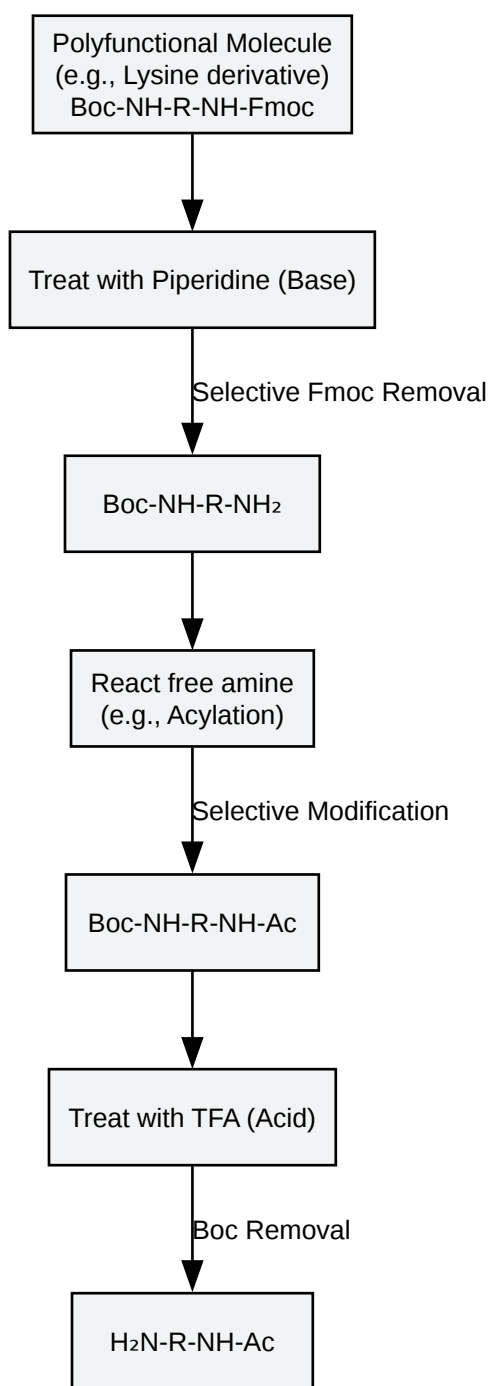 Polyfunctional Molecule
(e.g., Lysine derivative)
Boc-NH-R-NH-Fmoc
Treat with Piperidine (Base)
Selective Fmoc Removal
Boc-NH-R-NH₂
React free amine
(e.g., Acylation)
Selective Modification
Boc-NH-R-NH-Ac
Treat with TFA (Acid)
Boc Removal
H₂N-R-NH-Ac